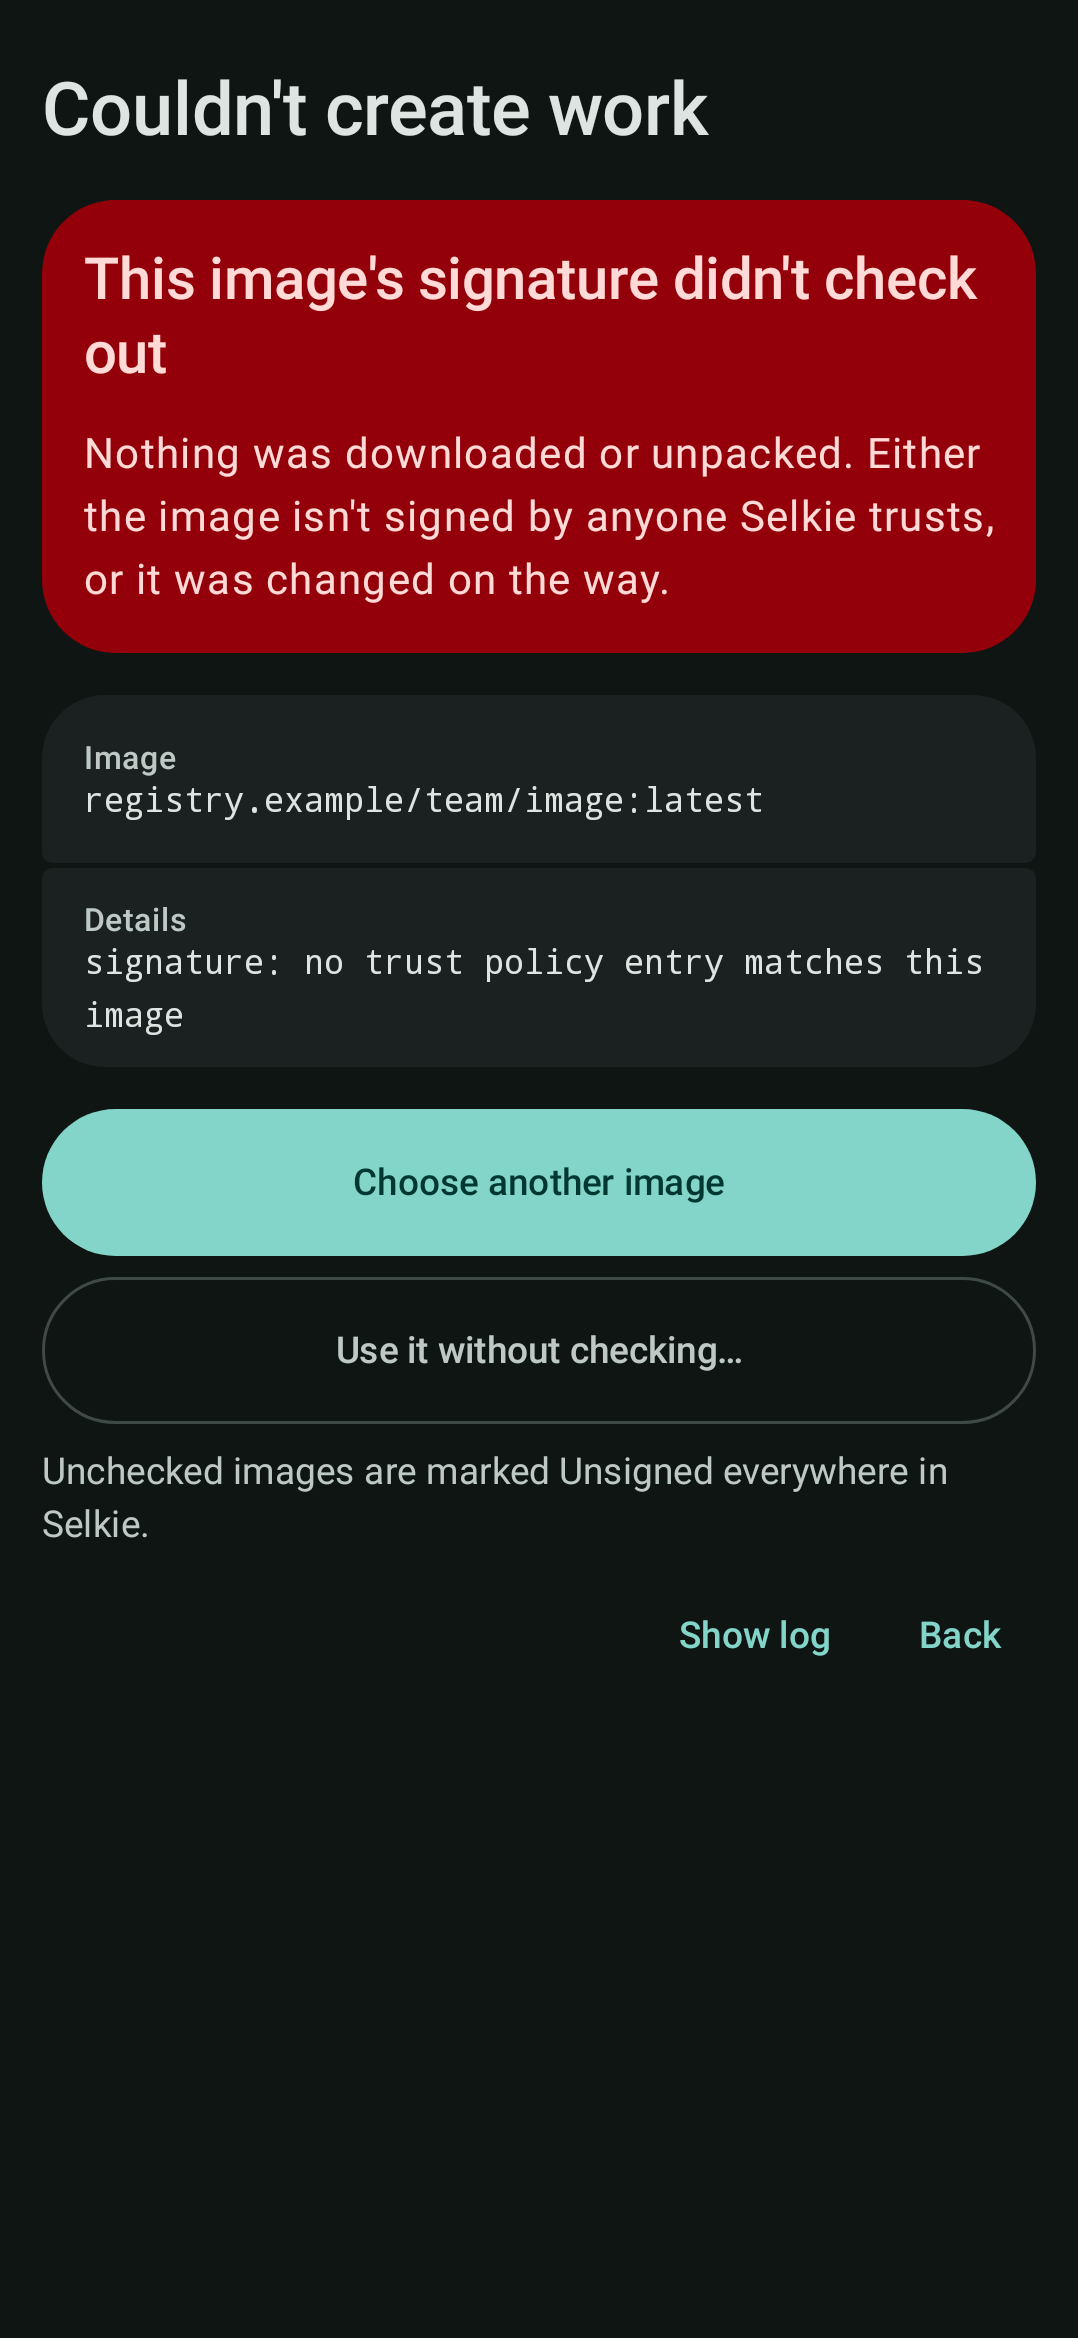 Couldn't create work
This image's signature didn't check
out
Nothing was downloaded or unpacked. Either
the image isn't signed by anyone Selkie trusts,
or it was changed on the way.
Image
registry.example/team/image:latest
Details
signature: no trust policy entry matches this
image
Choose another image
Use it without checking…
Unchecked images are marked Unsigned everywhere in
Selkie.
Show log Back